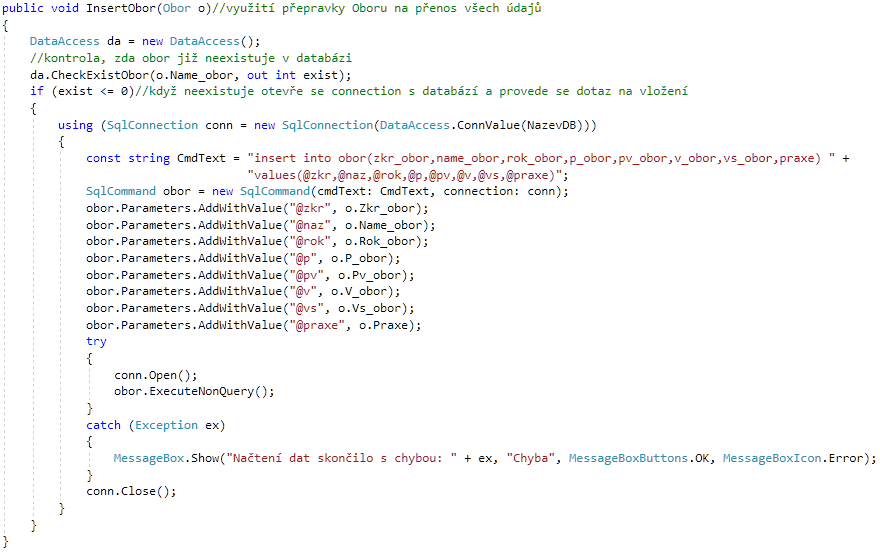 public void InsertObor(Obor o)//využití přepravky Oboru na přenos všech údajů
{
DataAccess da = new DataAccess();
//kontrola, zda obor již neexistuje v databázi
da.CheckExistObor(o.Name_obor, out int exist);
if (exist <= 0)//když neexistuje otevře se connection s databází a provede se dotaz na vložení
{
using (SqlConnection conn = new SqlConnection(DataAccess.ConnValue(NazevDB)))
{
const string CmdText = "insert into obor(zkr_obor,name_obor,rok_obor,p_obor,pv_obor,v_obor,vs_obor,praxe) " +
"values(@zkr,@naz,@rok,@p,@pv,@v,@vs,@praxe)";
SqlCommand obor = new SqlCommand(cmdText: CmdText, connection: conn);
obor.Parameters.AddWithValue("@zkr", o.Zkr_obor);
obor.Parameters.AddWithValue("@naz", o.Name_obor);
obor.Parameters.AddWithValue("@rok", o.Rok_obor);
obor.Parameters.AddWithValue("@p", o.P_obor);
obor.Parameters.AddWithValue("@pv", o.Pv_obor);
obor.Parameters.AddWithValue("@v", o.V_obor);
obor.Parameters.AddWithValue("@vs", o.Vs_obor);
obor.Parameters.AddWithValue("@praxe", o.Praxe);
try
{
conn.Open();
obor.ExecuteNonQuery();
}
catch (Exception ex)
{
MessageBox.Show("Načtení dat skončilo s chybou: " + ex, "Chyba", MessageBoxButtons.OK, MessageBoxIcon.Error);
}
conn.Close();
}
}
}